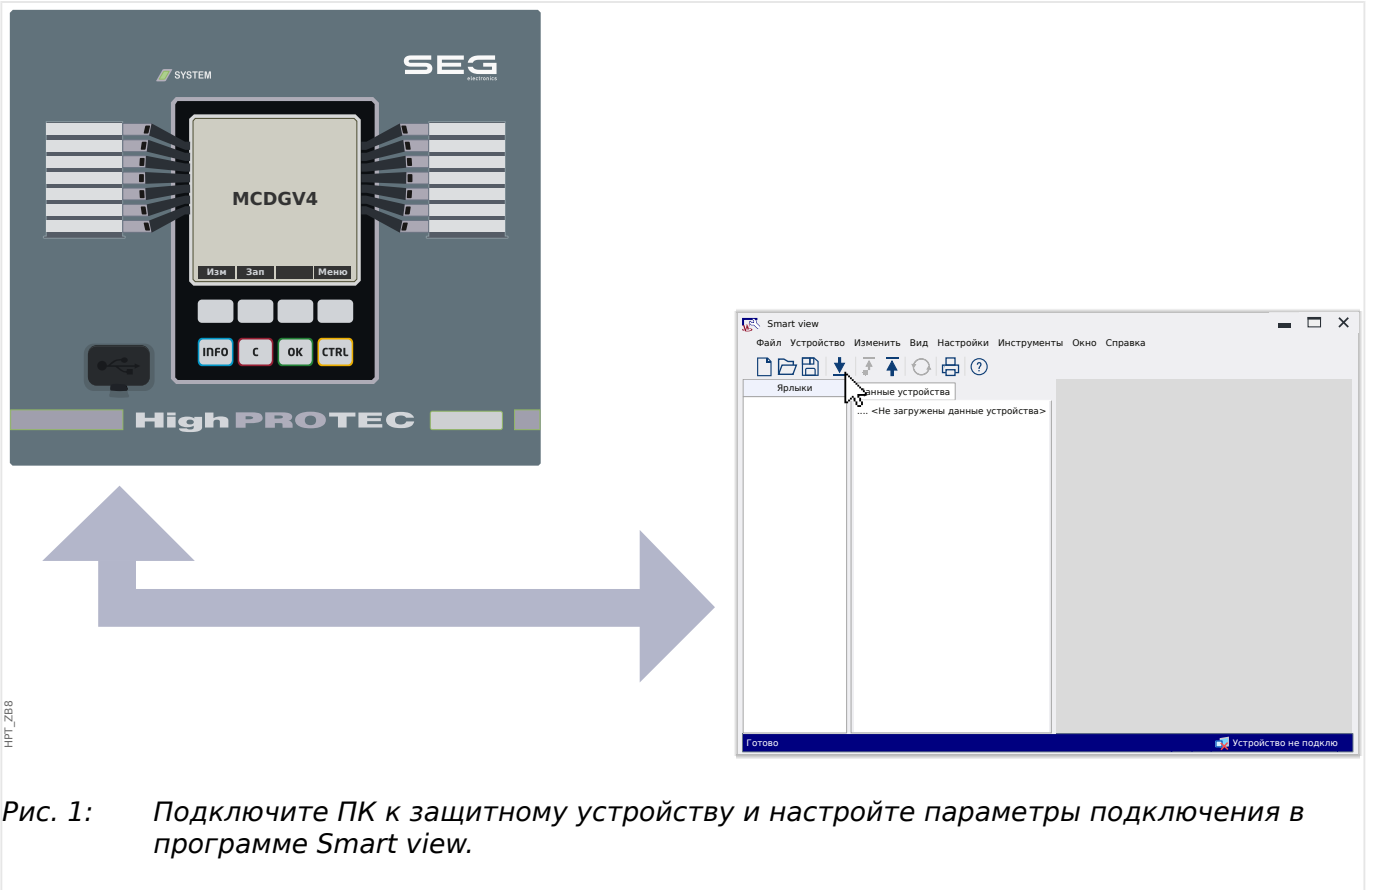 SEG
electronics
SYSTEM
MCDGV4
Изм Зап Меню
INFO C OK CTRL
HighPROTEC
Smart view
Файл Устройство Изменить Вид Настройки Инструменты Окно Справка
Ярлыки
анные устройства
.... <Не загружены данные устройства>
Готово
Устройство не подклю
HPT_ZB8
Рис. 1: Подключите ПК к защитному устройству и настройте параметры подключения в
программе Smart view.